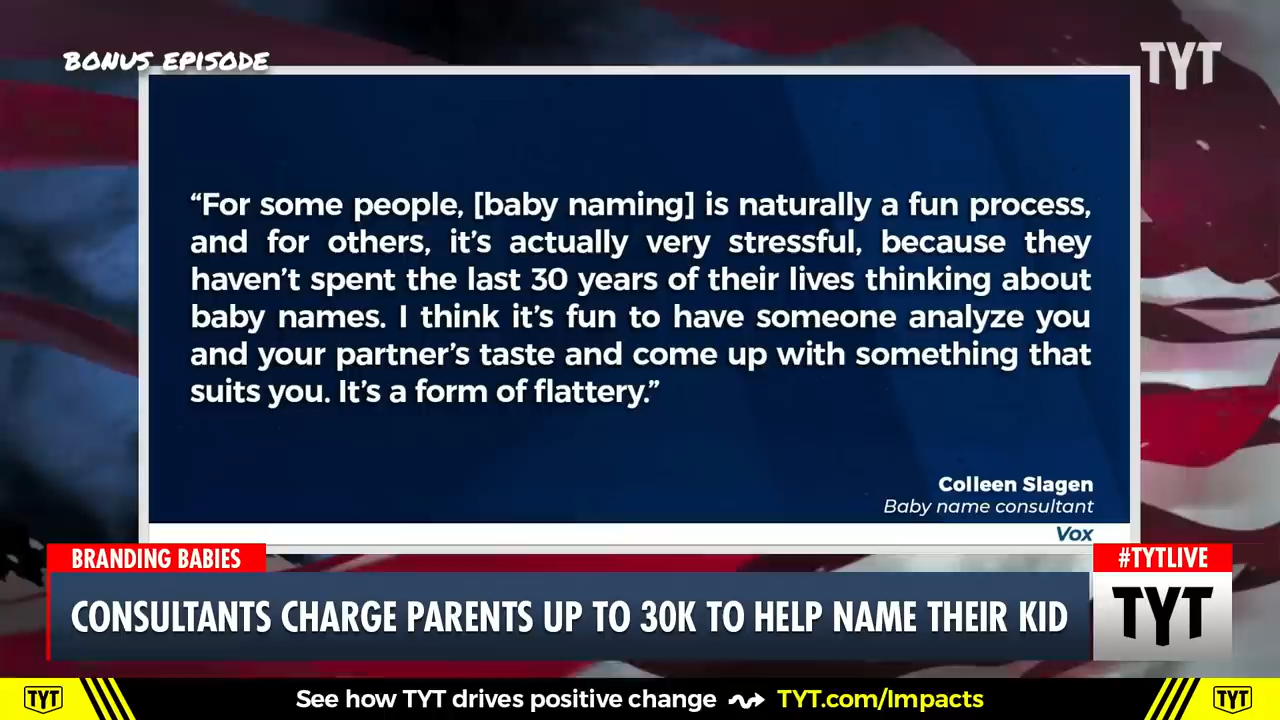 BONUS EPISODE
TYT
“For some people, [baby naming] is naturally a fun process,
and for others, it’s actually very stressful, because they
haven’t spent the last 30 years of their lives thinking about
baby names. I think it’s fun to have someone analyze you
and your partner’s taste and come up with something that
suits you. It’s a form of flattery.”
Colleen Slagen
Baby name consultant
Vox
BRANDING BABIES
#TYTLIVE
CONSULTANTS CHARGE PARENTS UP TO 30K TO HELP NAME THEIR KID
TYT
TYT
See how TYT drives positive change
TYT.com/Impacts
TYT